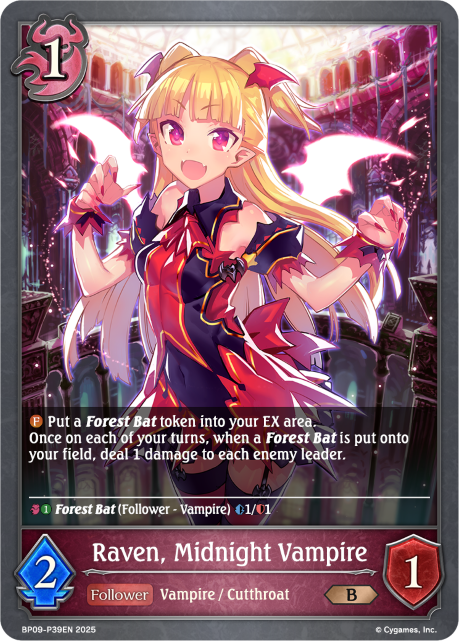 1
F Put a Forest Bat token into your EX area.
Once on each of your turns, when a Forest Bat is put onto
your field, deal 1 damage to each enemy leader.
1 Forest Bat (Follower - Vampire) 1/1
Raven, Midnight Vampire
2
Follower Vampire / Cutthroat B
1
BP09-P39EN 2025 © Cygames, Inc.